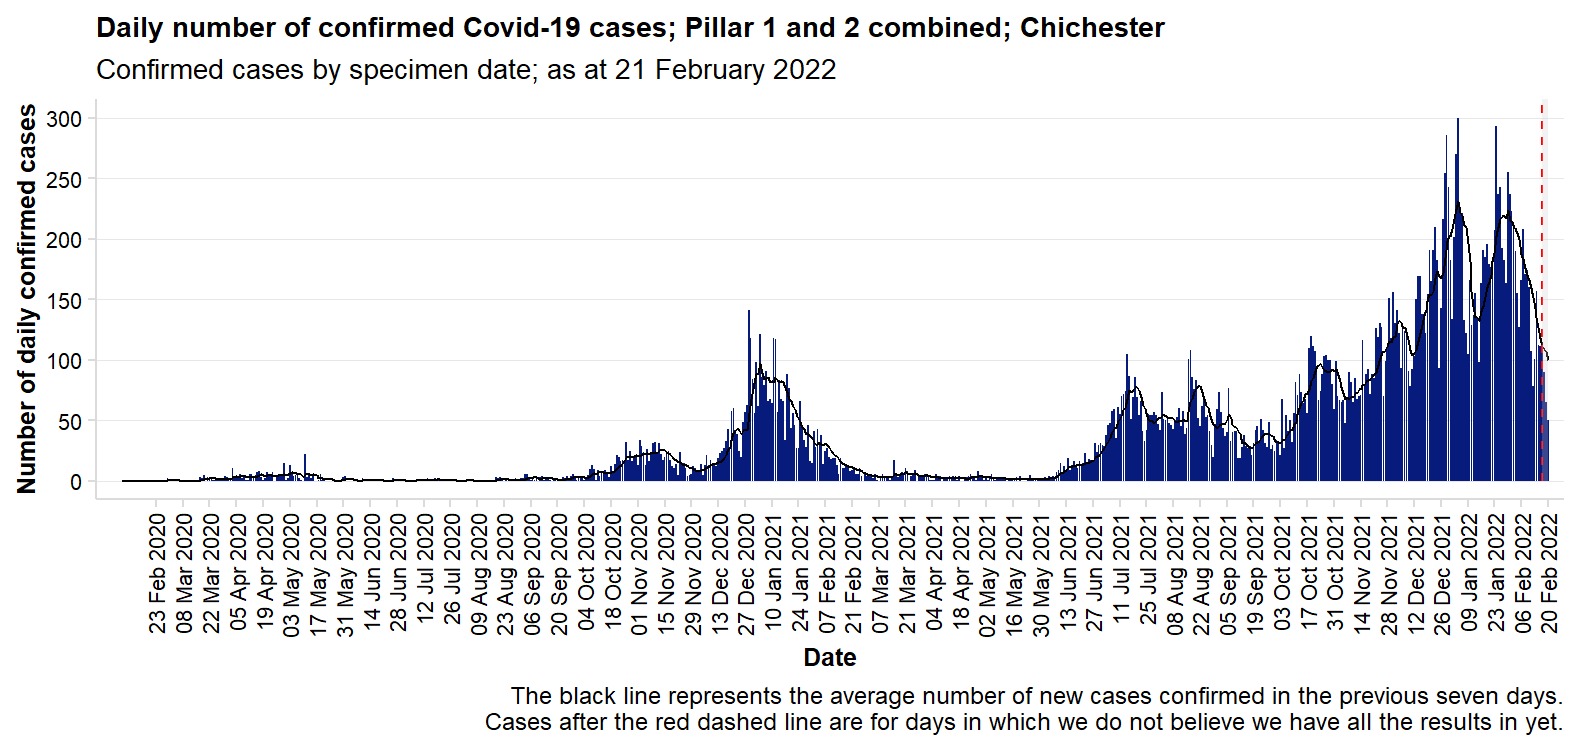 Daily number of confirmed Covid-19 cases; Pillar 1 and 2 combined; Chichester
Confirmed cases by specimen date; as at 21 February 2022
Number of daily confirmed cases
300
250
200
150
100
50
0
23 Feb 2020
08 Mar 2020
22 Mar 2020
05 Apr 2020
19 Apr 2020
03 May 2020
17 May 2020
31 May 2020
14 Jun 2020
28 Jun 2020
12 Jul 2020
26 Jul 2020
09 Aug 2020
23 Aug 2020
06 Sep 2020
20 Sep 2020
04 Oct 2020
18 Oct 2020
01 Nov 2020
15 Nov 2020
29 Nov 2020
13 Dec 2020
27 Dec 2020
10 Jan 2021
24 Jan 2021
07 Feb 2021
21 Feb 2021
07 Mar 2021
21 Mar 2021
04 Apr 2021
18 Apr 2021
02 May 2021
16 May 2021
30 May 2021
13 Jun 2021
27 Jun 2021
11 Jul 2021
25 Jul 2021
08 Aug 2021
22 Aug 2021
05 Sep 2021
19 Sep 2021
03 Oct 2021
17 Oct 2021
31 Oct 2021
14 Nov 2021
28 Nov 2021
12 Dec 2021
26 Dec 2021
09 Jan 2022
23 Jan 2022
06 Feb 2022
20 Feb 2022
Date
The black line represents the average number of new cases confirmed in the previous seven days.
Cases after the red dashed line are for days in which we do not believe we have all the results in yet.